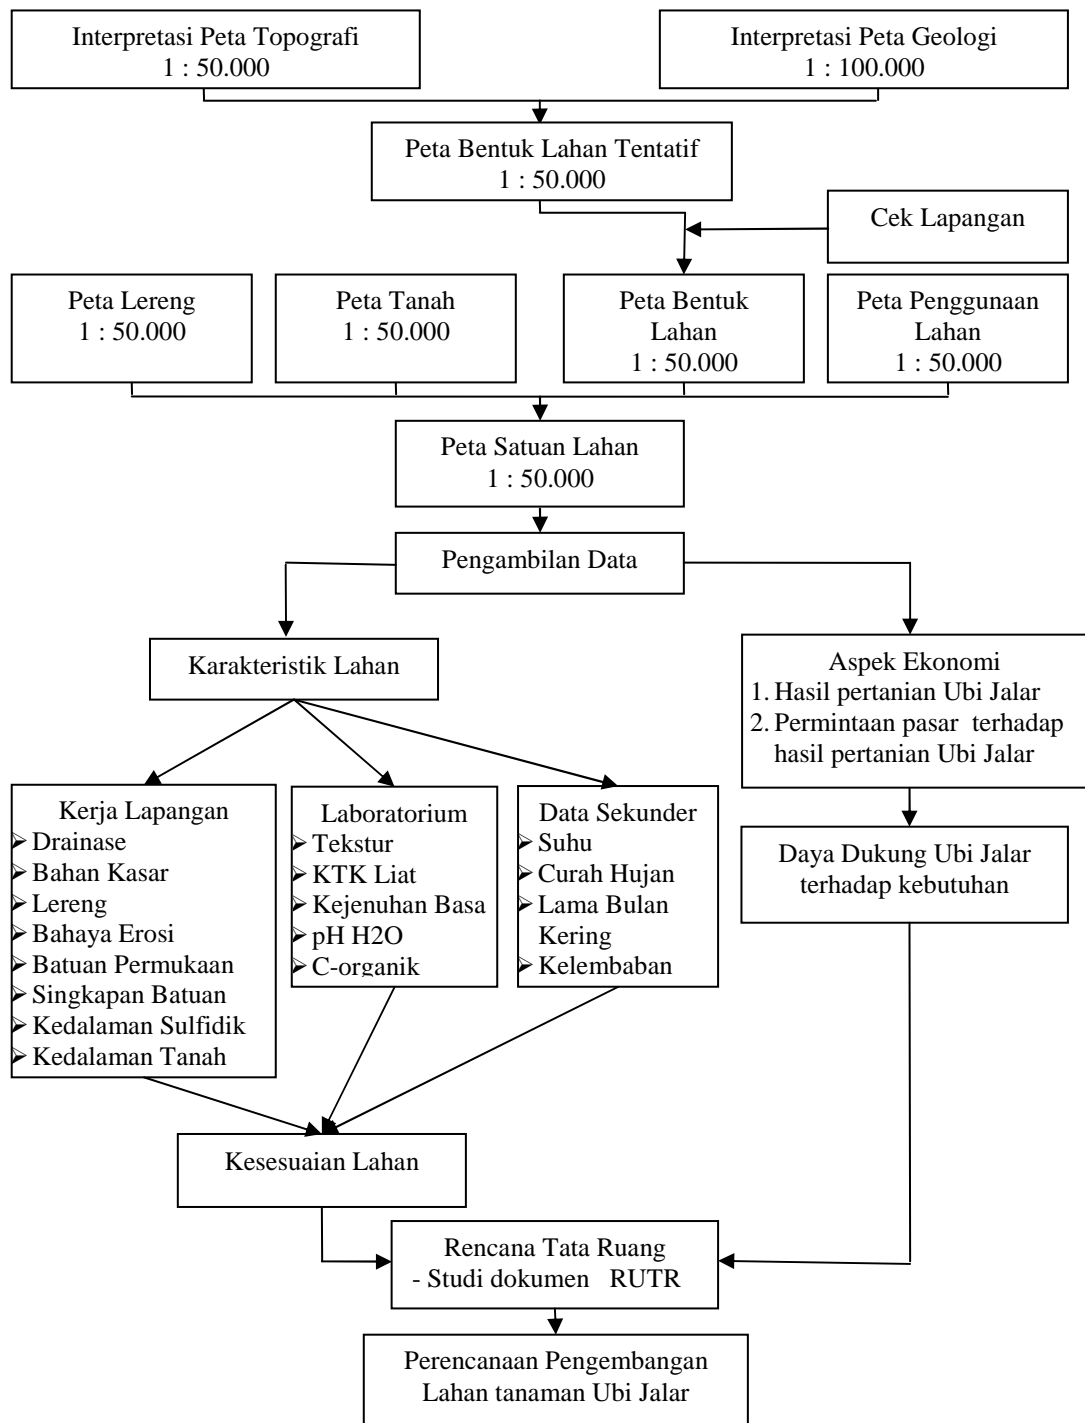 Interpretasi Peta Topografi
1 : 50.000
Interpretasi Peta Geologi
1 : 100.000
Peta Bentuk Lahan Tentatif
1 : 50.000
Cek Lapangan
Peta Lereng
1 : 50.000
Peta Tanah
1 : 50.000
Peta Bentuk
Lahan
1 : 50.000
Peta Penggunaan
Lahan
1 : 50.000
Peta Satuan Lahan
1 : 50.000
Pengambilan Data
Karakteristik Lahan
Aspek Ekonomi
1. Hasil pertanian Ubi Jalar
2. Permintaan pasar terhadap
hasil pertanian Ubi Jalar
Kerja Lapangan
➢ Drainase
➢ Bahan Kasar
➢ Lereng
➢ Bahaya Erosi
➢ Batuan Permukaan
➢ Singkapan Batuan
➢ Kedalaman Sulfidik
➢ Kedalaman Tanah
Laboratorium
➢ Tekstur
➢ KTK Liat
➢ Kejenuhan Basa
➢ pH H2O
➢ C-organik
Data Sekunder
➢ Suhu
➢ Curah Hujan
➢ Lama Bulan
Kering
➢ Kelembaban
Daya Dukung Ubi Jalar
terhadap kebutuhan
Kesesuaian Lahan
Rencana Tata Ruang
- Studi dokumen RUTR
Perencanaan Pengembangan
Lahan tanaman Ubi Jalar